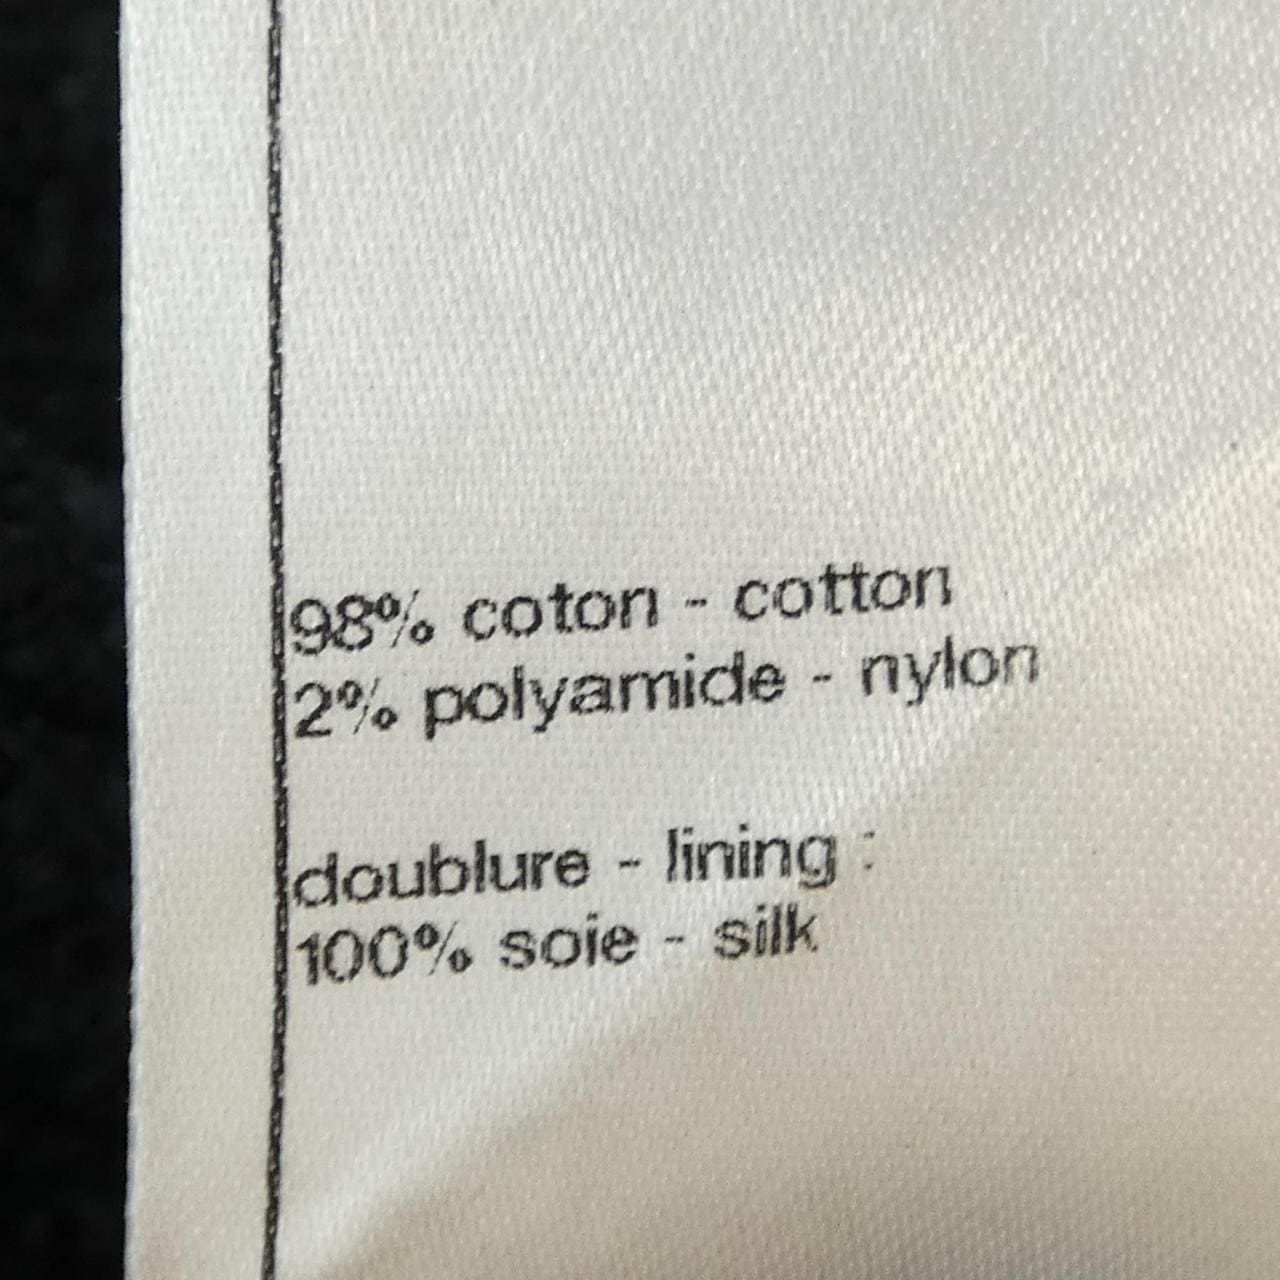 98% coton - cotton
2% polyamide - nylon
doublure - lining :
100% soie - silk